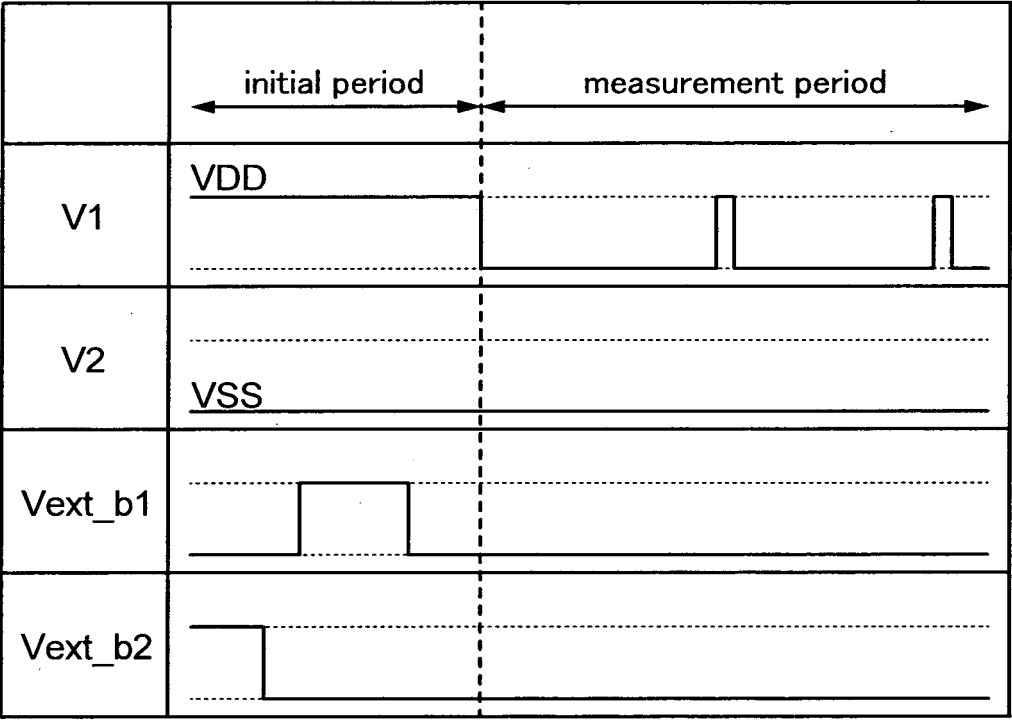 initial period
measurement period
V1
VDD
V2
VSS
Vext_b1
Vext_b2